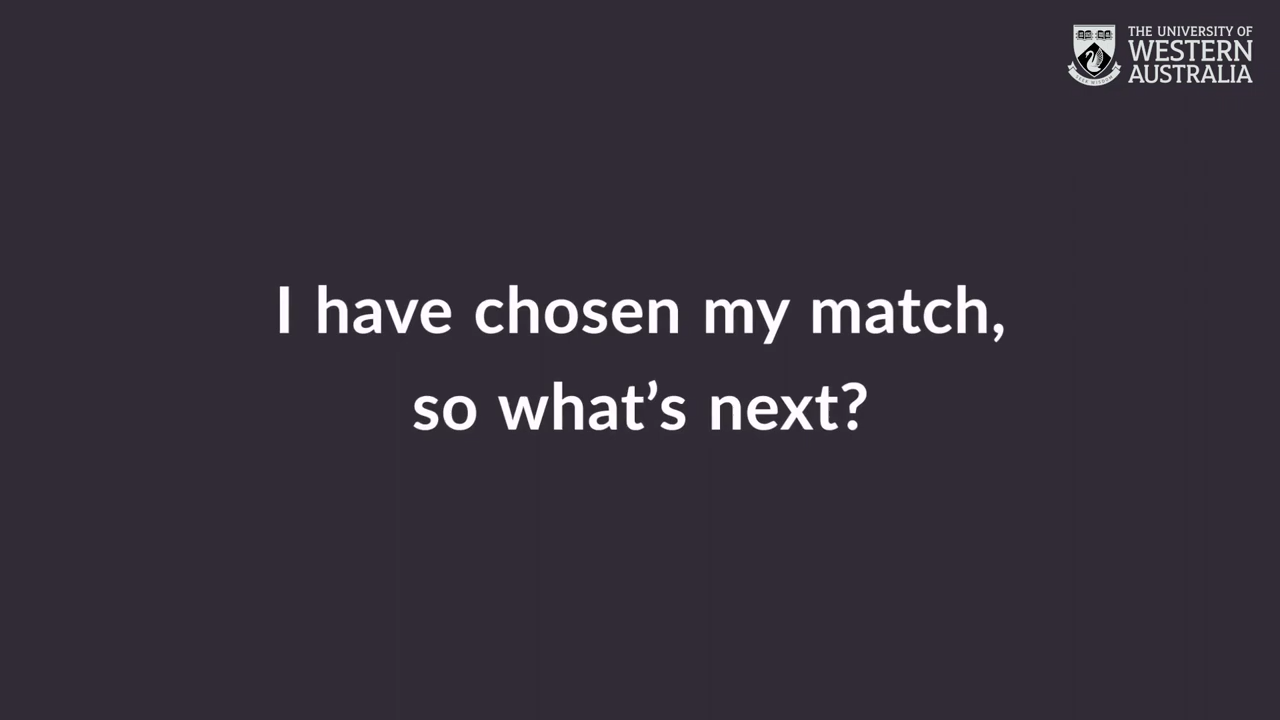 THE UNIVERSITY OF
WESTERN
AUSTRALIA
I have chosen my match,
so what's next?